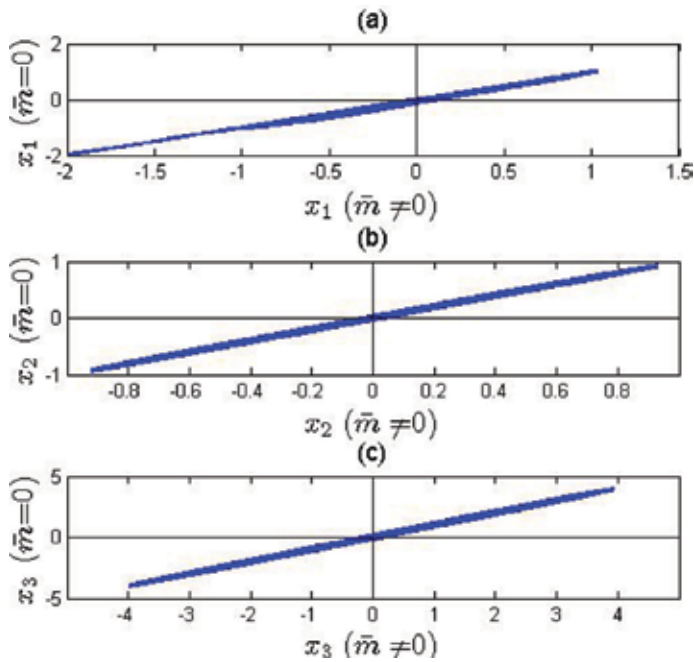 (a)
x₁ (m̄=0)
2
0
-2
-2 -1.5 -1 -0.5 0 0.5 1 1.5
x₁ (m̄ ≠0)
(b)
x₂ (m̄=0)
1
0
-1
-0.8 -0.6 -0.4 -0.2 0 0.2 0.4 0.6 0.8
x₂ (m̄ ≠0)
(c)
x₃ (m̄=0)
5
0
-5
-4 -3 -2 -1 0 1 2 3 4
x₃ (m̄ ≠0)